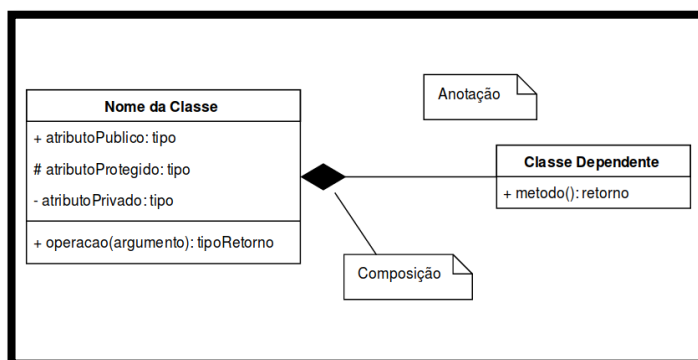 Nome da Classe
+ atributoPublico: tipo
# atributoProtegido: tipo
- atributoPrivado: tipo
+ operacao(argumento): tipoRetorno
Anotação
Classe Dependente
+ metodo(): retorno
Composição